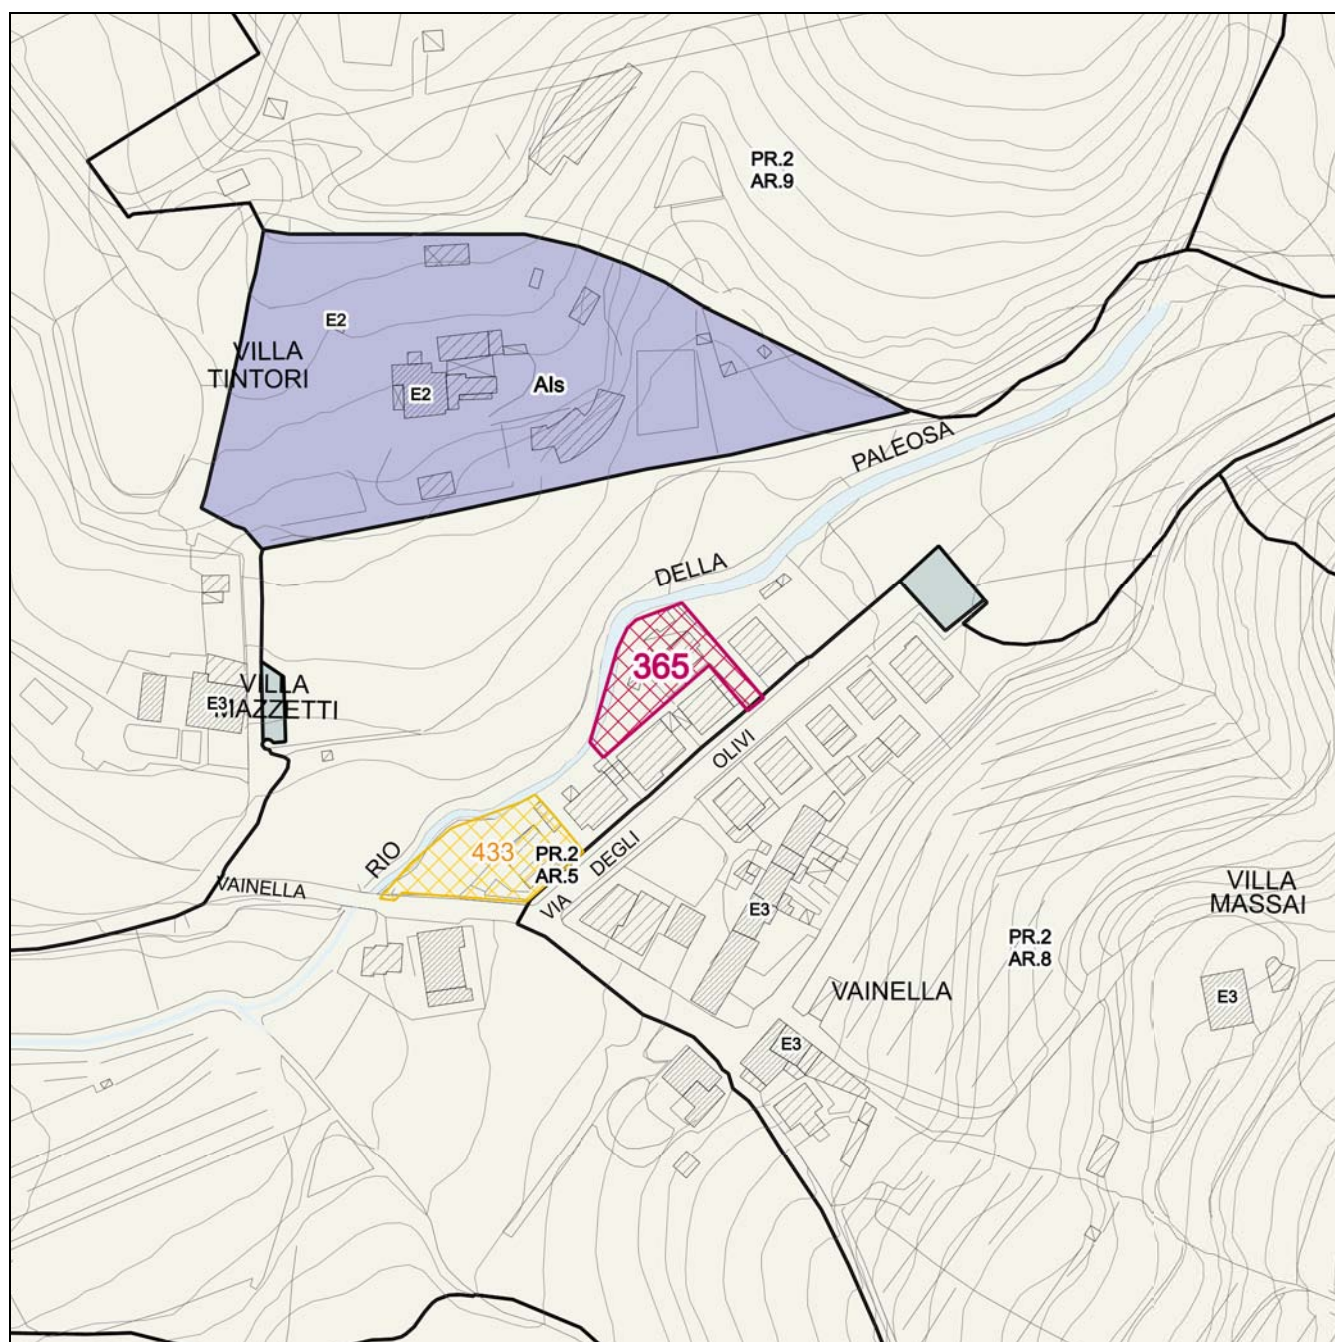 PR.2
AR.9
E2
VILLA
TINTORI
E2
AIs
PALEOSA
DELLA
365
VILLA
E3
MAZZETTI
OLIVI
433
RIO
PR.2
AR.5
DEGLI
VAINELLA
VIA
E3
VILLA
MASSAI
PR.2
AR.8
VAINELLA
E3
E3